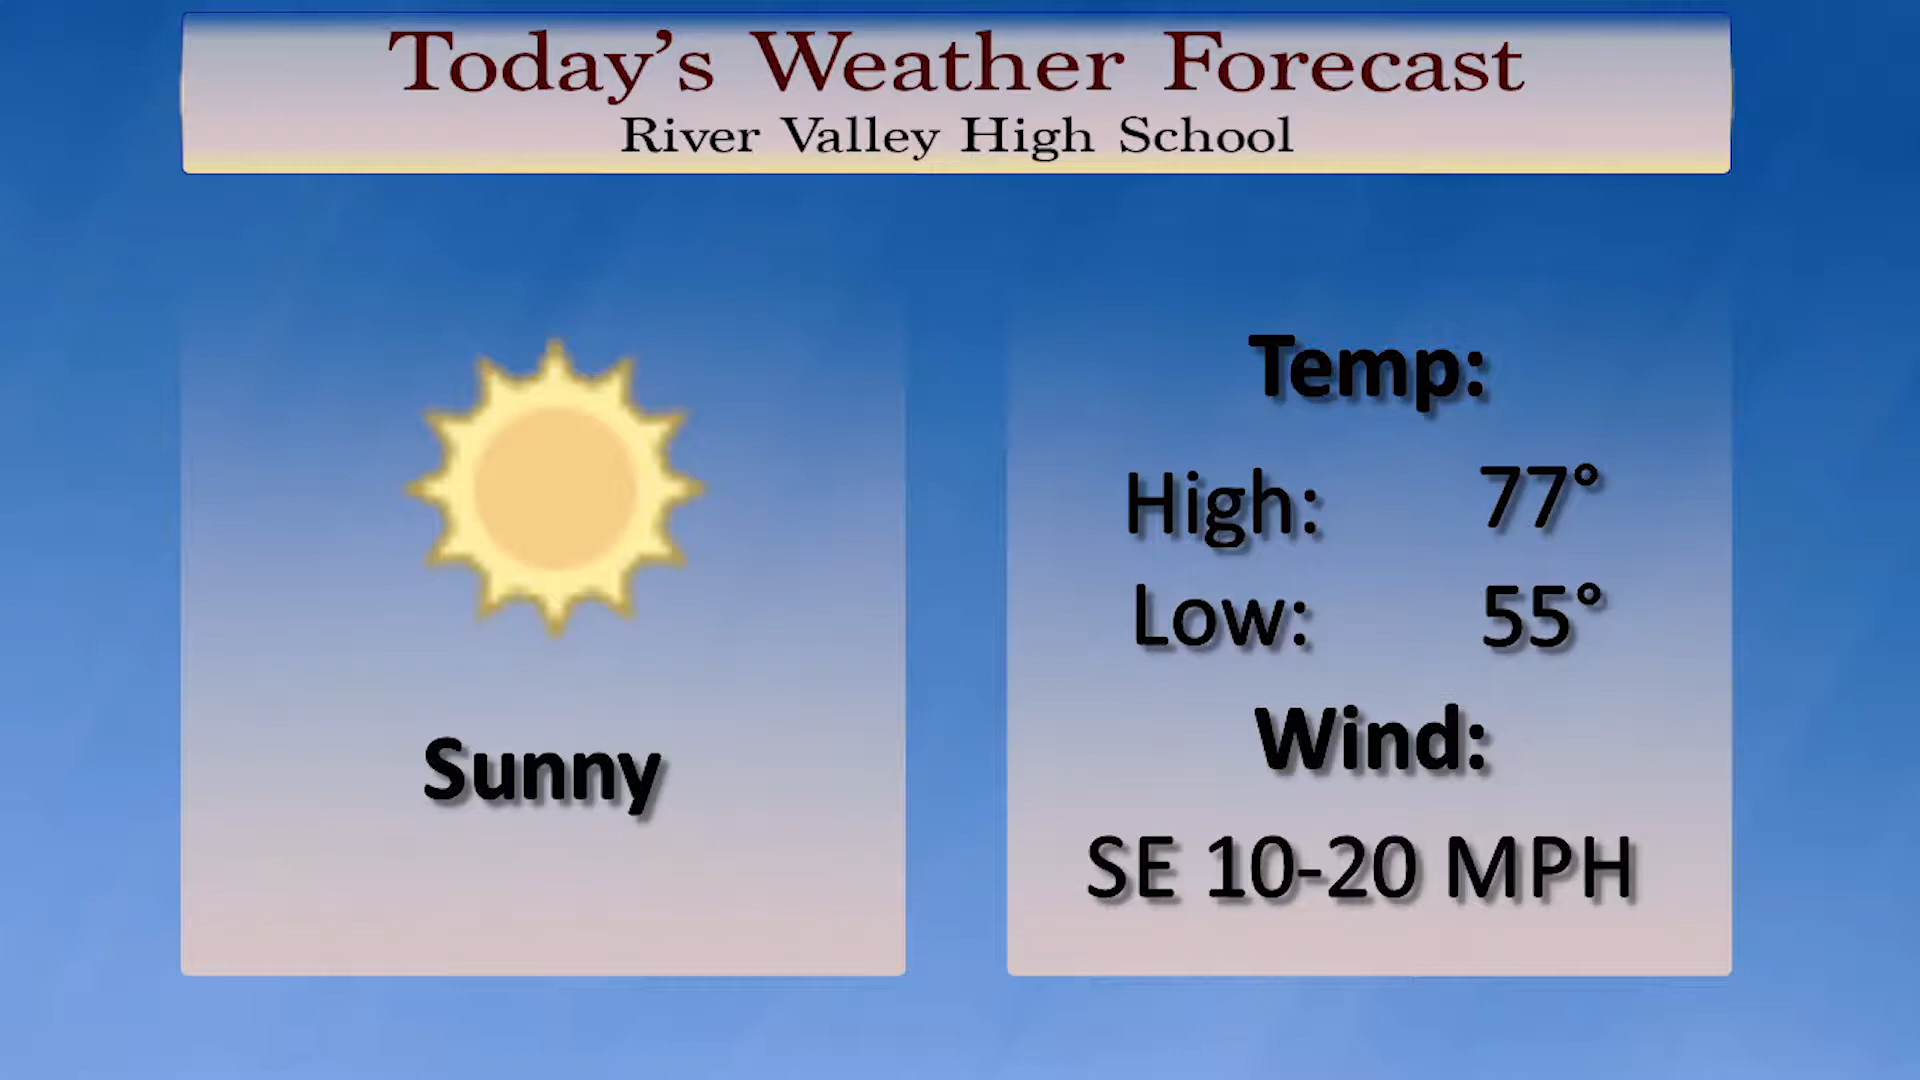 Today's Weather Forecast
River Valley High School
Sunny
Temp:
High: 77°
Low: 55°
Wind:
SE 10-20 MPH